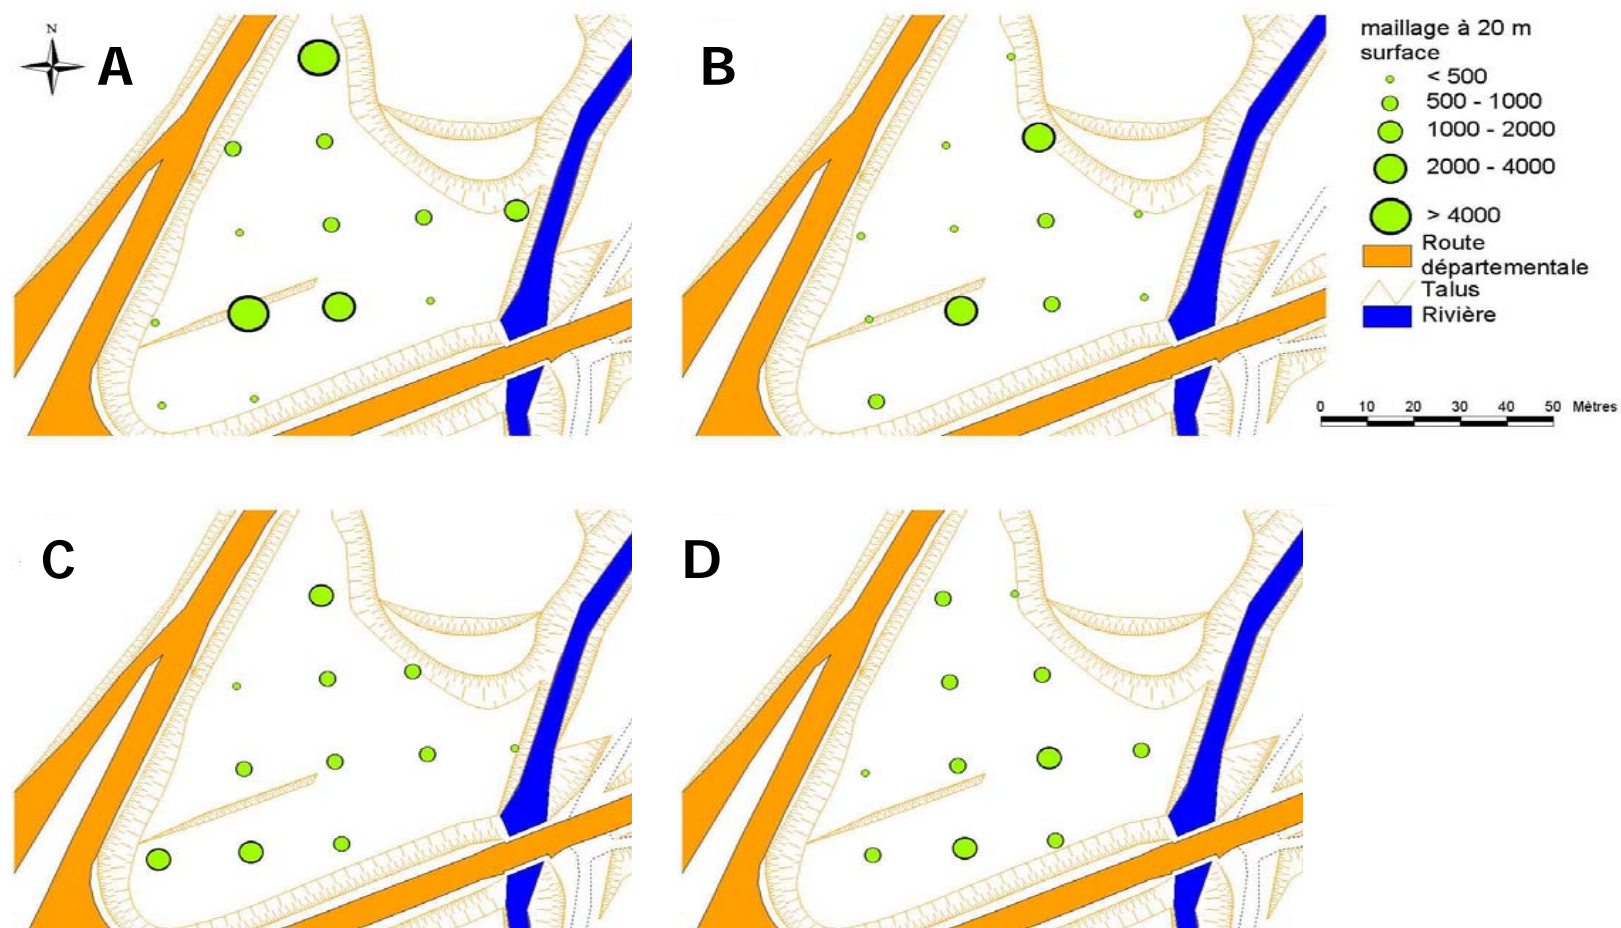 N
A
B
C
D
maillage à 20 m
surface
< 500
500 - 1000
1000 - 2000
2000 - 4000
> 4000
Route
départementale
Talus
Rivière
0 10 20 30 40 50 Mètres